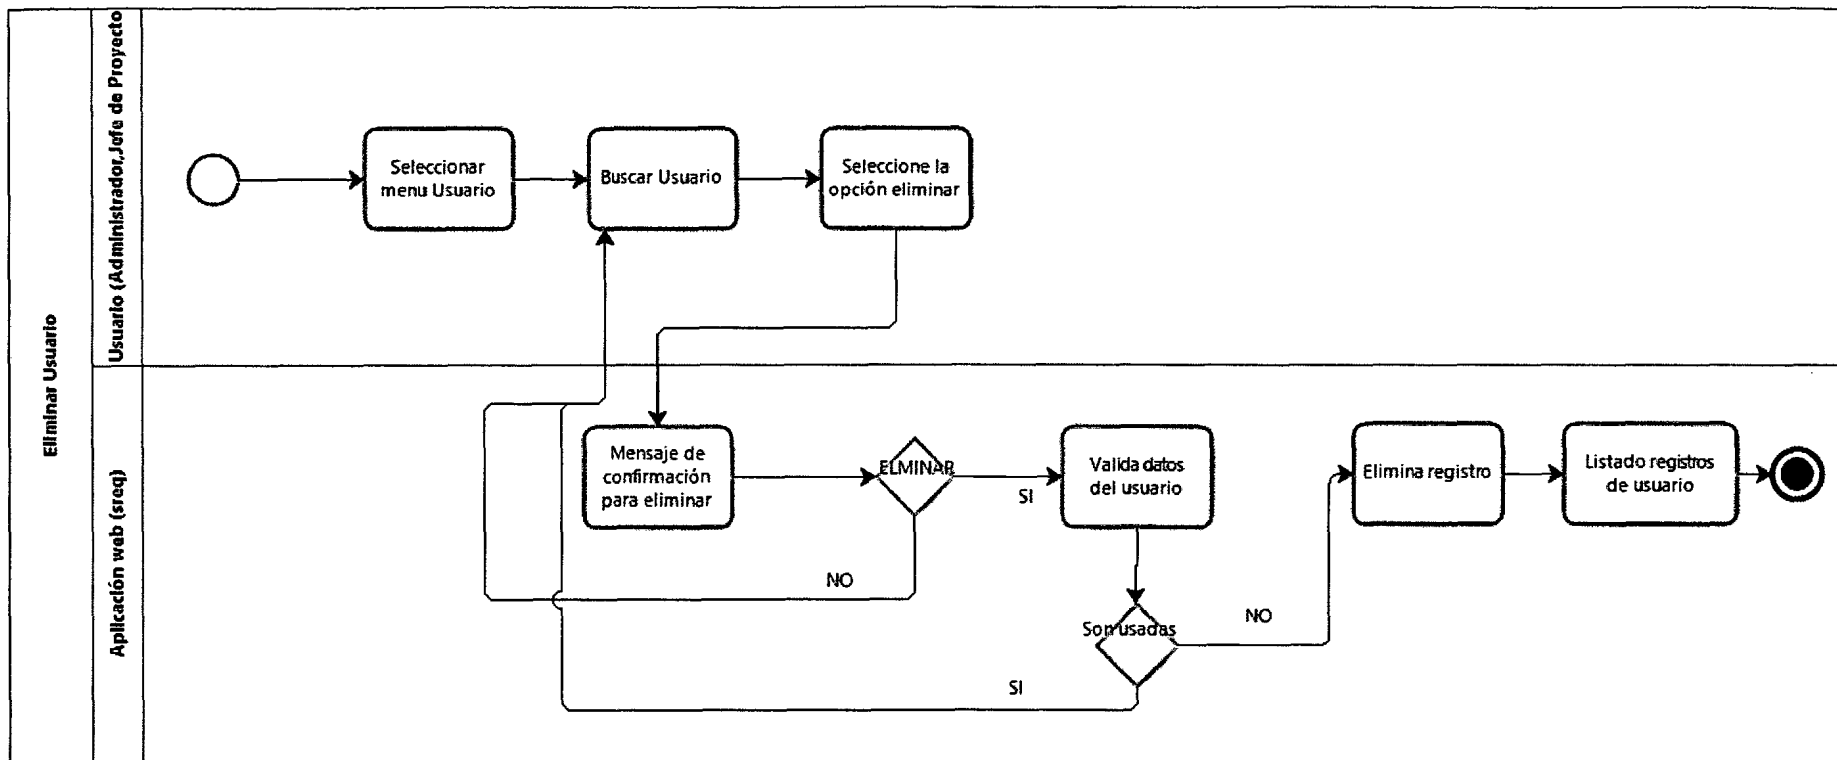 Eliminar Usuario
Usuario (Administrador,Jefe de Proyecto
Seleccionar
menu Usuario
Buscar Usuario
Seleccione la
opción eliminar
Aplicación web (sreq)
Mensaje de
confirmación
para eliminar
ELMINAR
SI
NO
Valida datos
del usuario
Son usadas
NO
SI
Elimina registro
Listado registros
de usuario